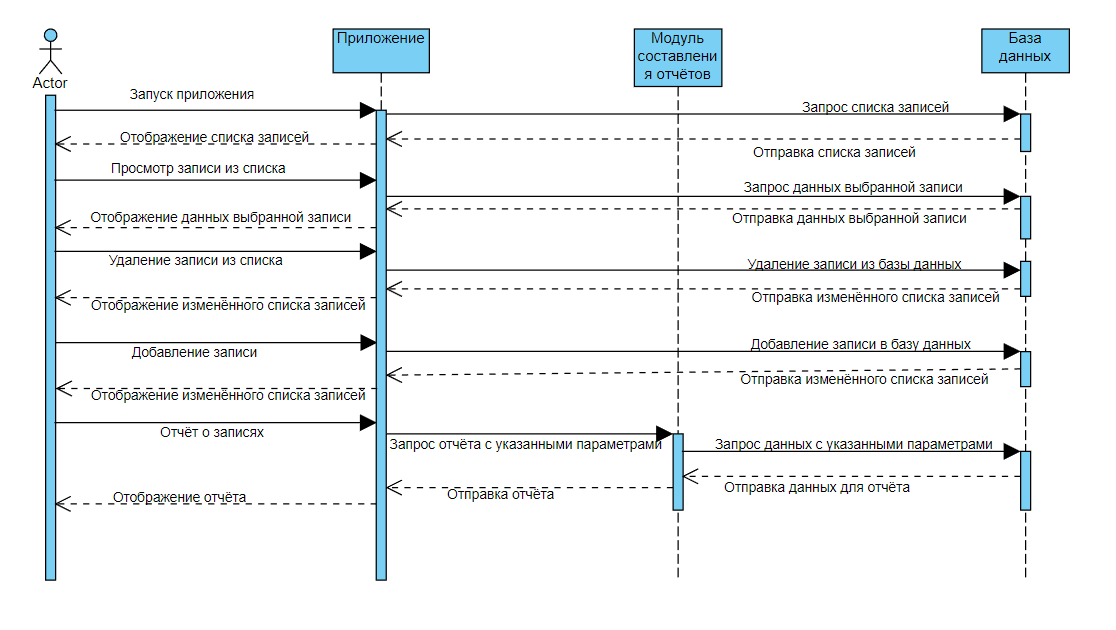 Приложение
Модуль
составлени
я отчётов
База
данных
Actor
Запуск приложения
Запрос списка записей
Отображение списка записей
Отправка списка записей
Просмотр записи из списка
Запрос данных выбранной записи
Отображение данных выбранной записи
Отправка данных выбранной записи
Удаление записи из списка
Удаление записи из базы данных
Отображение изменённого списка записей
Отправка изменённого списка записей
Добавление записи
Добавление записи в базу данных
Отправка изменённого списка записей
Отображение изменённого списка записей
Отчёт о записях
Запрос отчёта с указанными параметрами
Запрос данных с указанными параметрами
Отправка данных для отчёта
Отправка отчёта
Отображение отчёта